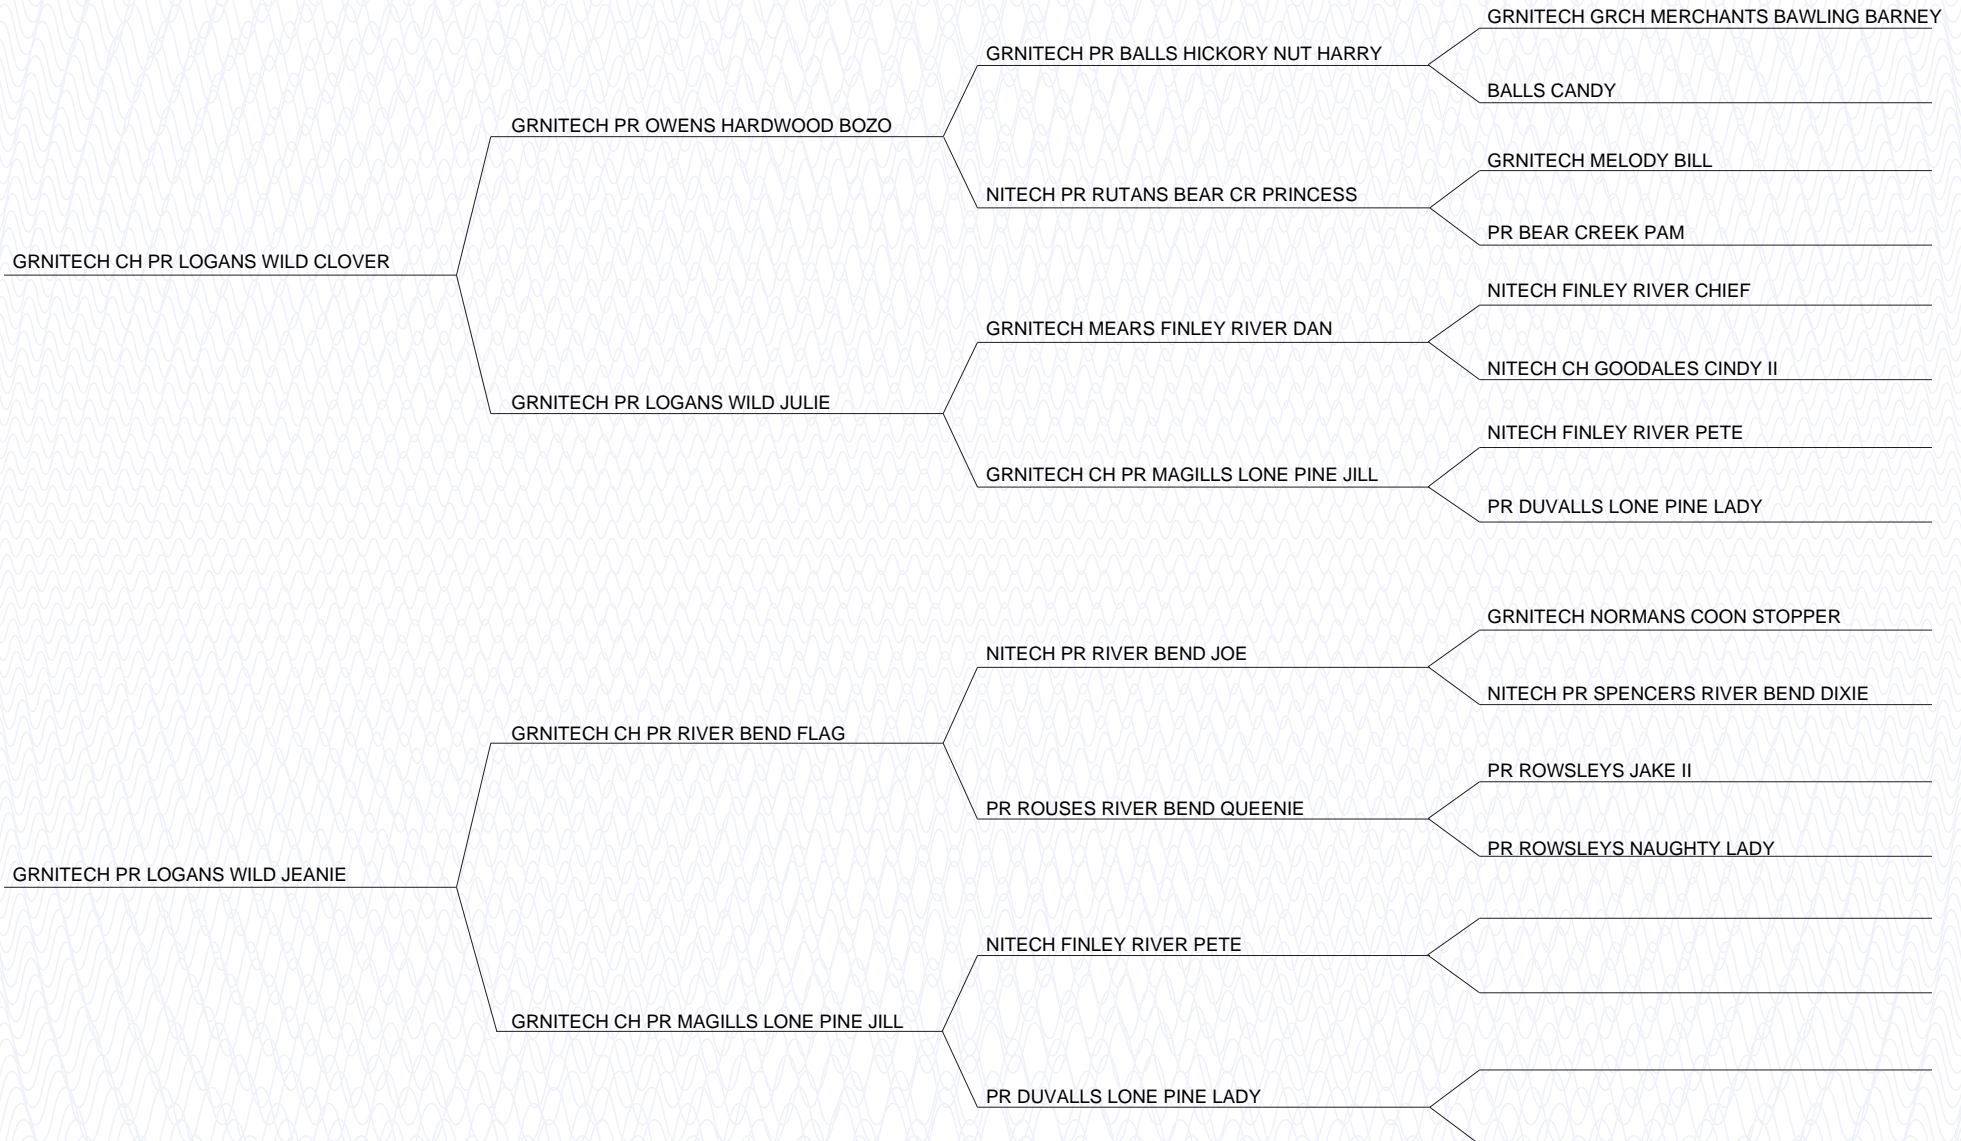 GRNITECH GRCH MERCHANTS BAWLING BARNEY
GRNITECH PR BALLS HICKORY NUT HARRY
BALLS CANDY
GRNITECH PR OWENS HARDWOOD BOZO
GRNITECH MELODY BILL
NITECH PR RUTANS BEAR CR PRINCESS
PR BEAR CREEK PAM
GRNITECH CH PR LOGANS WILD CLOVER
NITECH FINLEY RIVER CHIEF
GRNITECH MEARS FINLEY RIVER DAN
NITECH CH GOODALES CINDY II
GRNITECH PR LOGANS WILD JULIE
NITECH FINLEY RIVER PETE
GRNITECH CH PR MAGILLS LONE PINE JILL
PR DUVALLS LONE PINE LADY
GRNITECH NORMANS COON STOPPER
NITECH PR RIVER BEND JOE
NITECH PR SPENCERS RIVER BEND DIXIE
GRNITECH CH PR RIVER BEND FLAG
PR ROWSLEYS JAKE II
PR ROUSES RIVER BEND QUEENIE
PR ROWSLEYS NAUGHTY LADY
GRNITECH PR LOGANS WILD JEANIE
NITECH FINLEY RIVER PETE
GRNITECH CH PR MAGILLS LONE PINE JILL
PR DUVALLS LONE PINE LADY